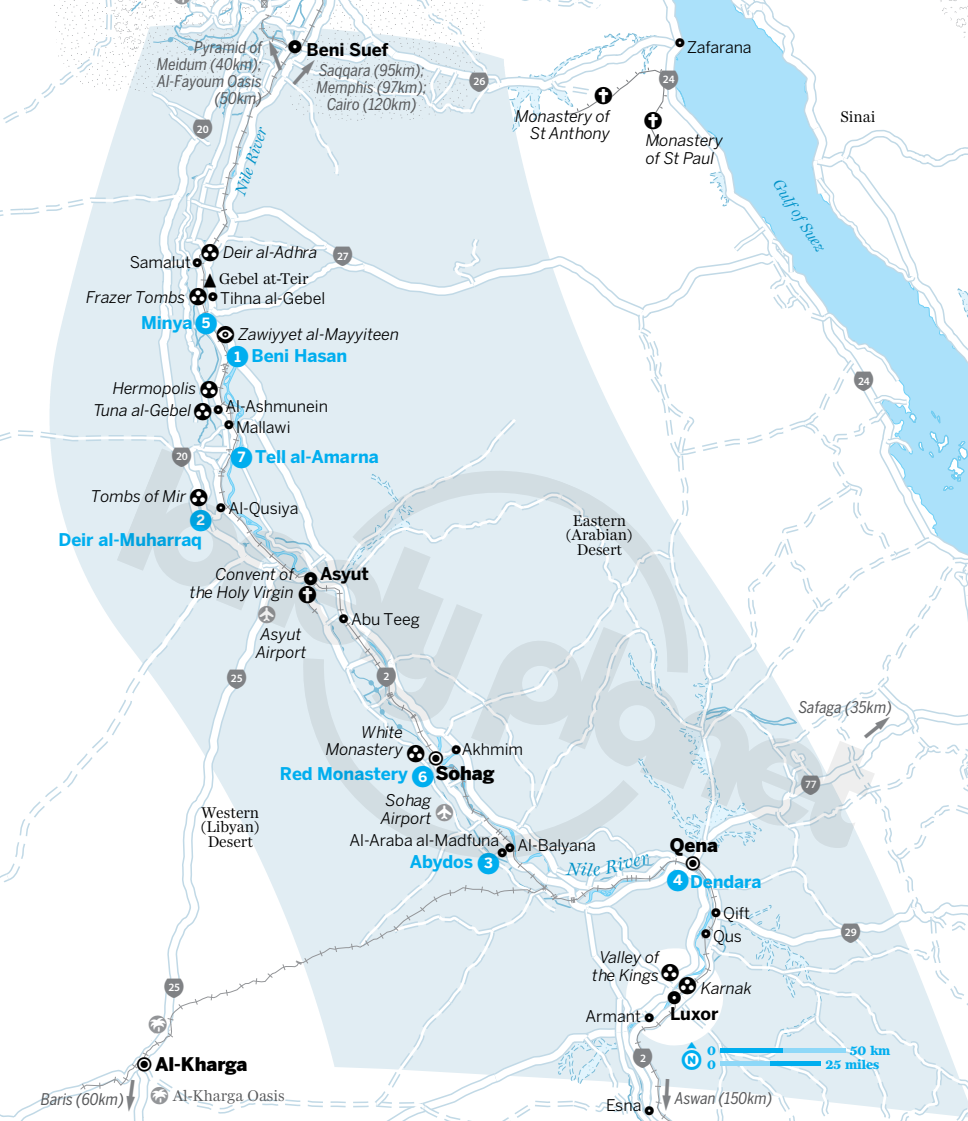 Pyramid of
Meidum (40km);
Al-Fayoum Oasis
(50km)
Beni Suef
Saqqara (95km);
Memphis (97km);
Cairo (120km)
26
Zafarana
24
Monastery of
St Anthony
Monastery
of St Paul
Sinai
20
Nile River
Gulf of Suez
Deir al-Adhra
Samalut
27
Gebel at-Teir
Frazer Tombs
Tihna al-Gebel
Minya 5
Zawiyyet al-Mayyiteen
1 Beni Hasan
24
Hermopolis
Tuna al-Gebel
Al-Ashmunein
Mallawi
20
7 Tell al-Amarna
Tombs of Mir
Al-Qusiya
2
Deir al-Muharraq
Eastern
(Arabian)
Desert
Convent of
the Holy Virgin
Asyut
Abu Teeg
Asyut
Airport
25
2
lonely planet
Safaga (35km)
White
Monastery
Akhmim
Red Monastery 6
Sohag
77
Sohag
Airport
Western
(Libyan)
Desert
Al-Araba al-Madfuna
Al-Balyana
Abydos 3
Nile River
Qena
4 Dendara
Qift
29
Qus
Valley of
the Kings
Karnak
25
Luxor
Armant
N
0 50 km
0 25 miles
2
Al-Kharga
Baris (60km)
Al-Kharga Oasis
Esna
Aswan (150km)